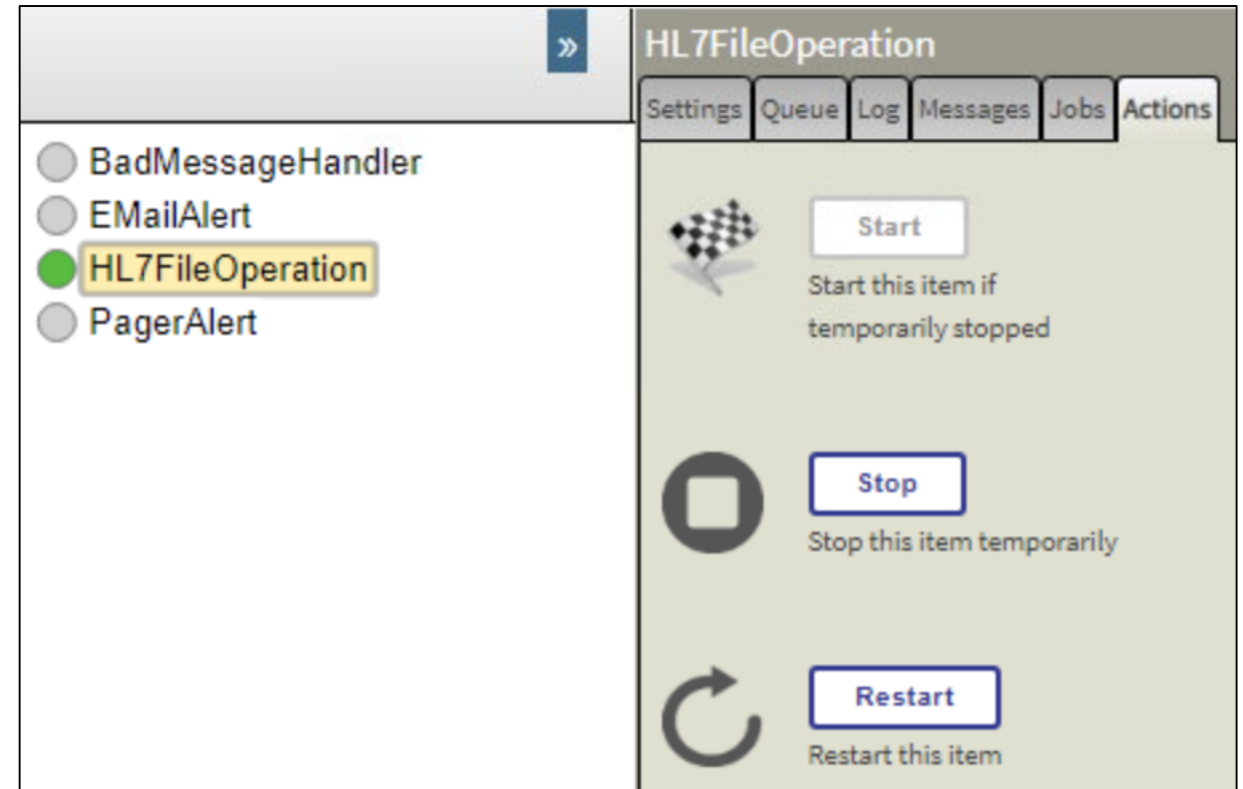 »
BadMessageHandler
EMailAlert
HL7FileOperation
PagerAlert
HL7FileOperation
Settings Queue Log Messages Jobs Actions
Start
Start this item if
temporarily stopped
Stop
Stop this item temporarily
Restart
Restart this item